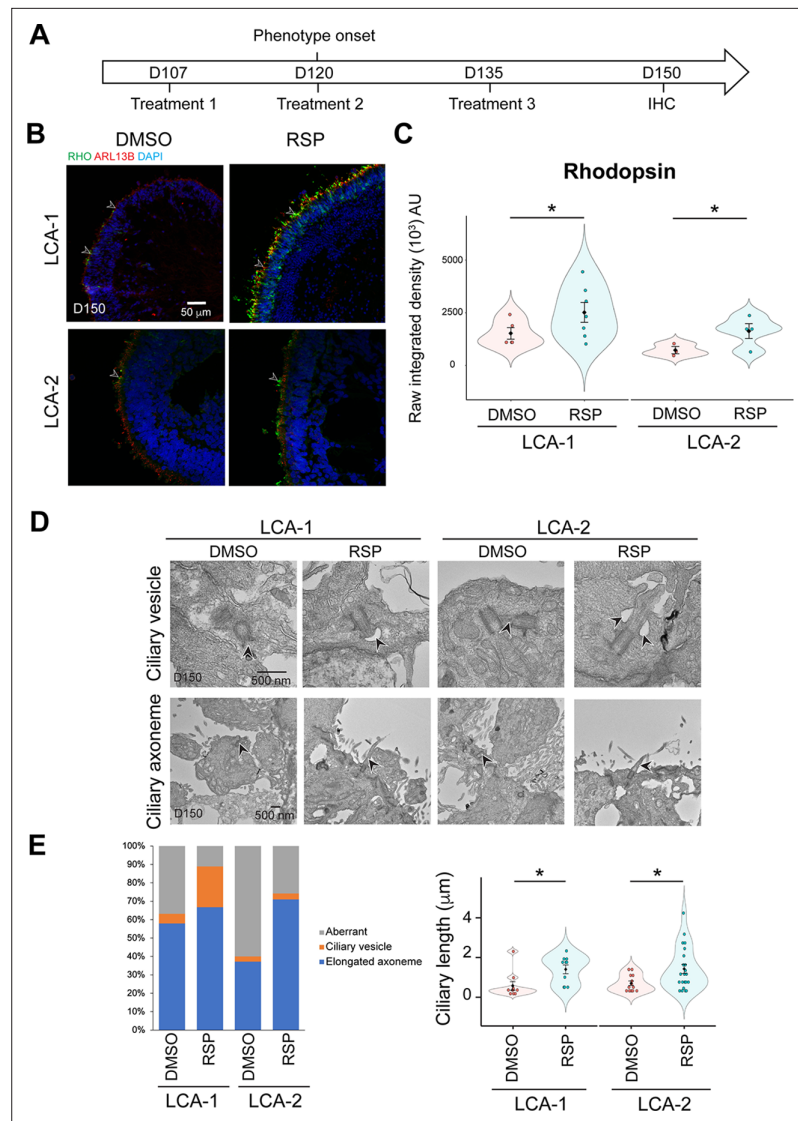 A
Phenotype onset
D107 D120 D135 D150
Treatment 1 Treatment 2 Treatment 3 IHC
B
DMSO RSP
RHO ARL13B DAPI
LCA-1
D150
50 μm
LCA-2
C
Rhodopsin
* *
Raw integrated density (10³) AU
5000
2500
0
DMSO RSP DMSO RSP
LCA-1 LCA-2
D
LCA-1 LCA-2
DMSO RSP DMSO RSP
Ciliary vesicle
D150
500 nm
Ciliary axoneme
D150
500 nm
E
100%
90%
80%
70%
60%
50%
40%
30%
20%
10%
0%
Aberrant
Ciliary vesicle
Elongated axoneme
DMSO RSP DMSO RSP
LCA-1 LCA-2
* *
Ciliary length (μm)
4
2
0
DMSO RSP DMSO RSP
LCA-1 LCA-2